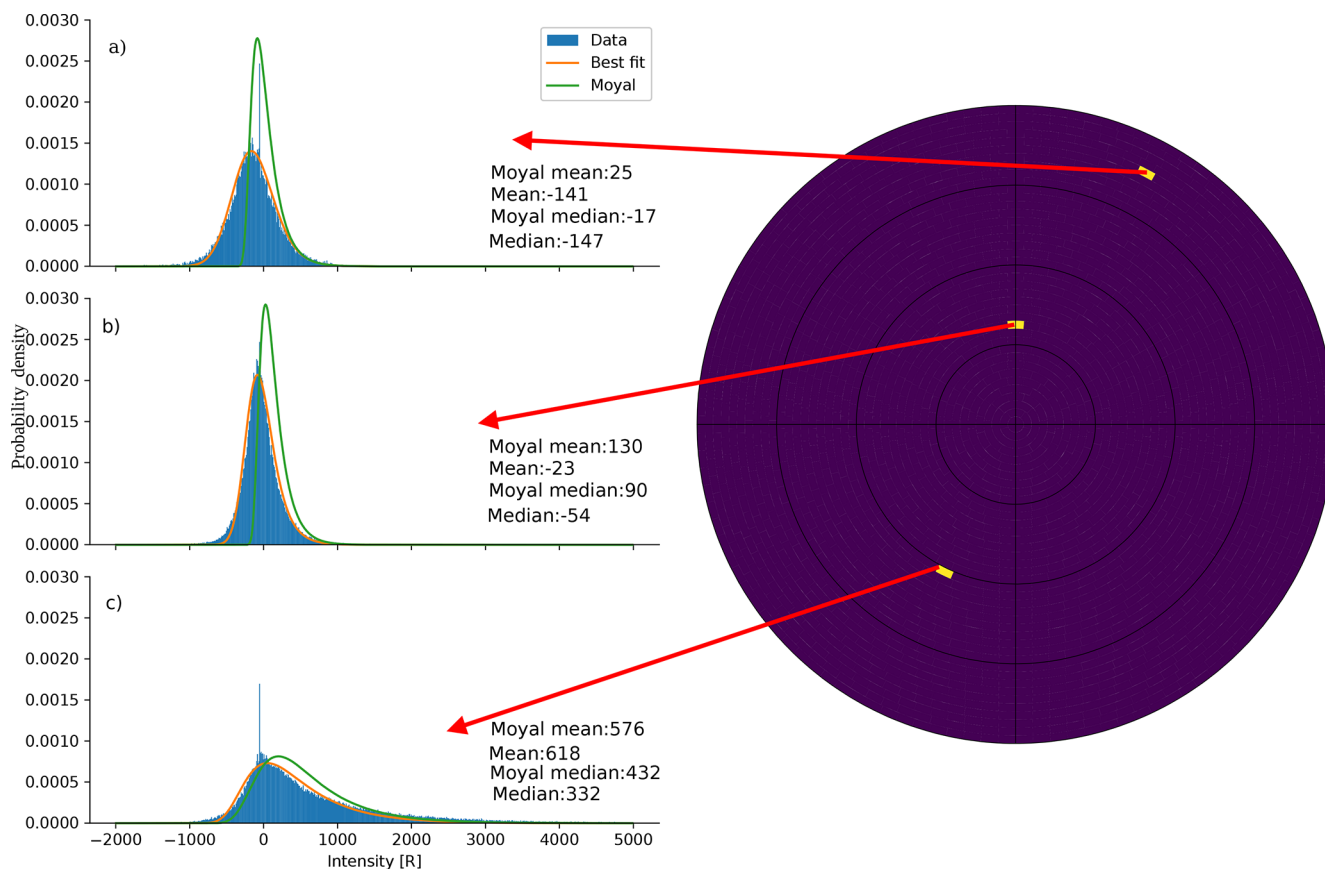 0.0030
0.0025
0.0020
0.0015
0.0010
0.0005
0.0000
a)
Data
Best fit
Moyal
Moyal mean:25
Mean:-141
Moyal median:-17
Median:-147
0.0030
0.0025
0.0020
0.0015
0.0010
0.0005
0.0000
b)
Probability density
Moyal mean:130
Mean:-23
Moyal median:90
Median:-54
0.0030
0.0025
0.0020
0.0015
0.0010
0.0005
0.0000
c)
Moyal mean:576
Mean:618
Moyal median:432
Median:332
−2000 −1000 0 1000 2000 3000 4000 5000
Intensity [R]